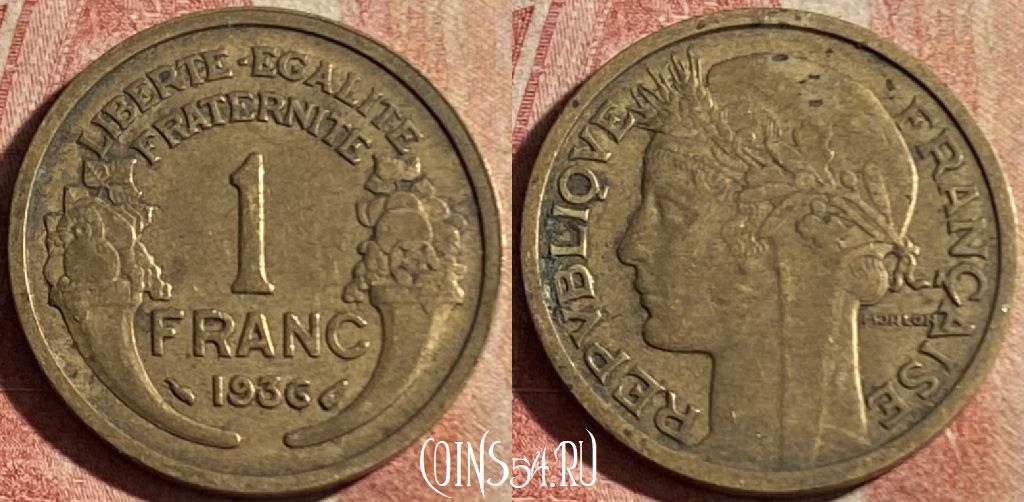 LIBERTE · EGALITE
FRATERNITE
1
FRANC
1936
REPVBLIQVE
FRANÇAISE
MORLON
COINS54.RU